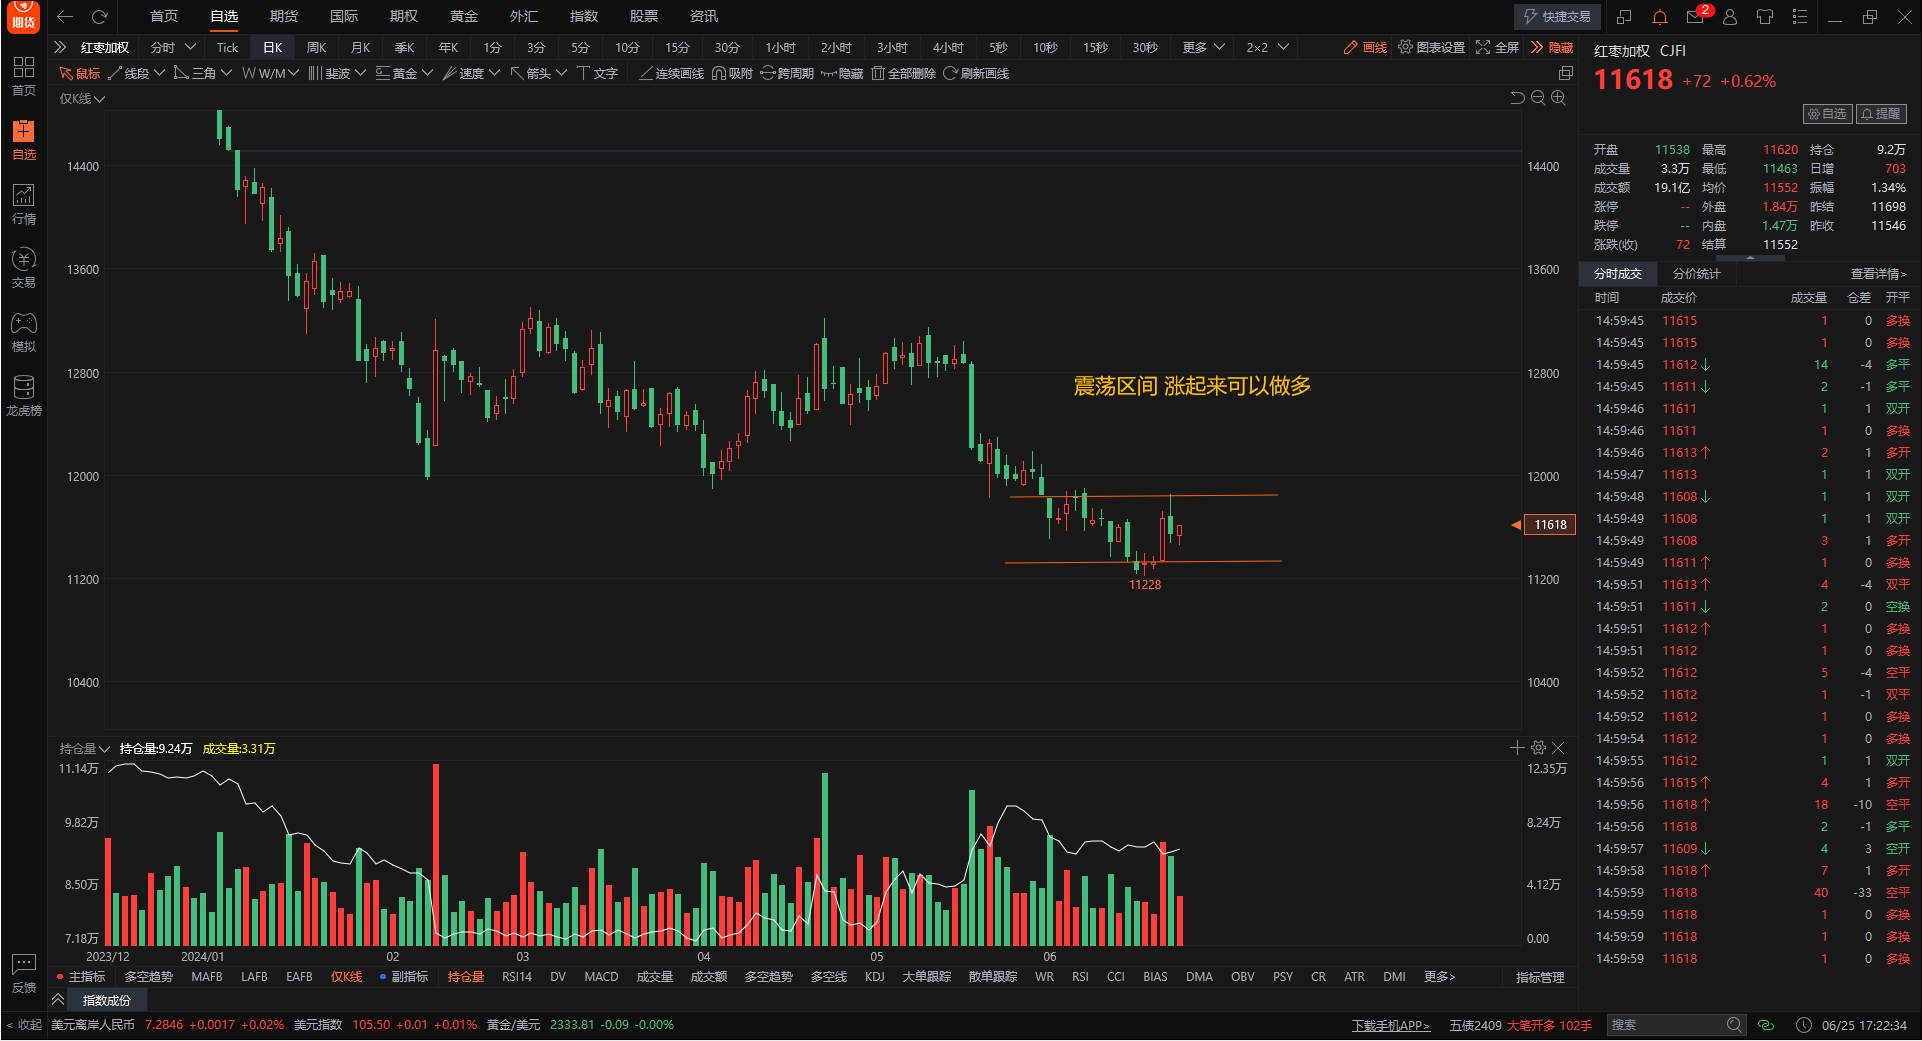 期货
首页 自选 期货 国际 期权 黄金 外汇 指数 股票 资讯
快捷交易 2
红枣加权 分时 Tick 日K 周K 月K 季K 年K 1分 3分 5分 10分 15分 30分 1小时 2小时 3小时 4小时 5秒 10秒 15秒 30秒 更多 2×2 画线 图表设置 全屏 隐藏
鼠标 线段 三角 W/M 斐波 黄金 速度 箭头 文字 连续画线 吸附 跨周期 隐藏 全部删除 刷新画线
首页
自选
行情
交易
模拟
龙虎榜
反馈
< 收起
仅K线
14400 14400
13600 13600
12800 12800
12000 12000
11200 11200
10400 10400
震荡区间 涨起来可以做多
11618
11228
持仓量 持仓量:9.24万 成交量:3.31万
11.14万 12.35万
9.82万 8.24万
8.50万 4.12万
7.18万 0.00
2023/12 2024/01 02 03 04 05 06
主指标 多空趋势 MAFB LAFB EAFB 仅K线 副指标 持仓量 RSI14 DV MACD 成交量 成交额 多空趋势 多空线 KDJ 大单跟踪 散单跟踪 WR RSI CCI BIAS DMA OBV PSY CR ATR DMI 更多> 指标管理
指数成份
美元离岸人民币 7.2846 +0.0017 +0.02% 美元指数 105.50 +0.01 +0.01% 黄金/美元 2333.81 -0.09 -0.00%
下载手机APP> 五债2409 大笔开多 102手 搜索 06/25 17:22:34
红枣加权 CJFI
11618 +72 +0.62%
自选 提醒
开盘 11538 最高 11620 持仓 9.2万
成交量 3.3万 最低 11463 日增 703
成交额 19.1亿 均价 11552 振幅 1.34%
涨停 -- 外盘 1.84万 昨结 11698
跌停 -- 内盘 1.47万 昨收 11546
涨跌(收) 72 结算 11552
分时成交 分价统计 查看详情>
时间 成交价 成交量 仓差 开平
14:59:45 11615 1 0 多换
14:59:45 11615 1 0 多换
14:59:45 11612↓ 14 -4 多平
14:59:45 11611↓ 2 -1 多平
14:59:46 11611 1 1 双开
14:59:46 11611 1 0 多换
14:59:46 11613↑ 2 1 多开
14:59:47 11613 1 1 双开
14:59:48 11608↓ 1 1 双开
14:59:49 11608 1 1 双开
14:59:49 11608 3 1 多开
14:59:49 11611↑ 1 0 多换
14:59:51 11613↑ 4 -4 双平
14:59:51 11611↓ 2 0 空换
14:59:51 11612↑ 1 0 多换
14:59:51 11612 1 0 多换
14:59:52 11612 5 -4 空平
14:59:52 11612 1 -1 双平
14:59:52 11612 1 0 多换
14:59:54 11612 1 0 多换
14:59:55 11612 1 1 双开
14:59:56 11615↑ 4 1 多开
14:59:56 11618↑ 18 -10 空平
14:59:56 11618 2 -1 多平
14:59:57 11609↓ 4 3 空开
14:59:58 11618↑ 7 1 多开
14:59:59 11618 40 -33 空平
14:59:59 11618 1 0 多换
14:59:59 11618 1 0 多换
14:59:59 11618 1 0 多换